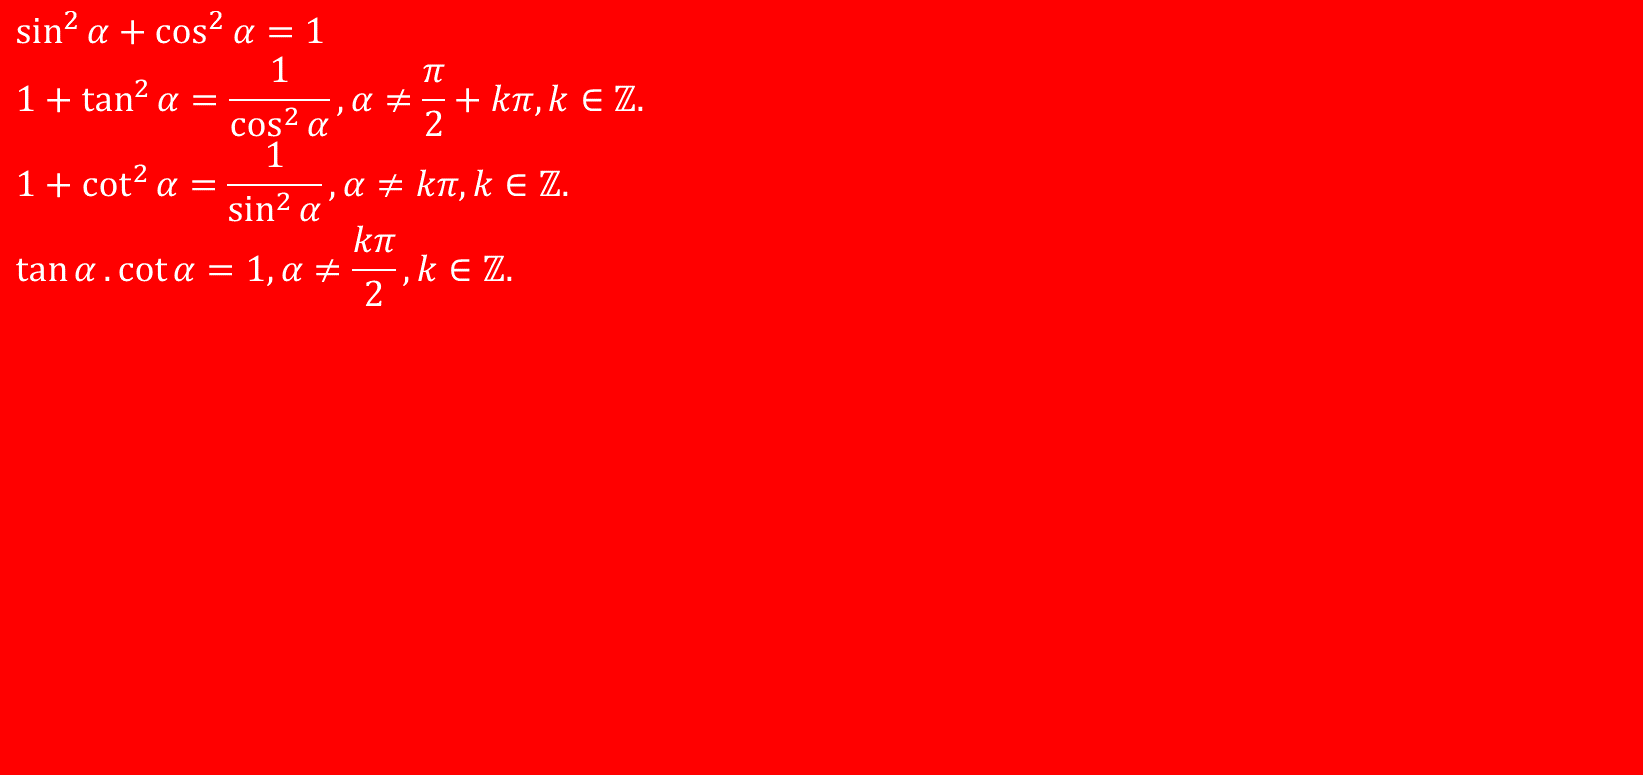 sin² α + cos² α = 1
1 + tan² α = 1/cos² α, α ≠ π/2 + kπ, k ∈ ℤ.
1 + cot² α = 1/sin² α, α ≠ kπ, k ∈ ℤ.
tan α . cot α = 1, α ≠ kπ/2, k ∈ ℤ.